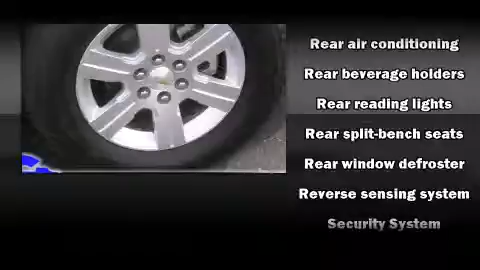 Rear air conditioning
Rear beverage holders
Rear reading lights
Rear split-bench seats
Rear window defroster
Reverse sensing system
Security System